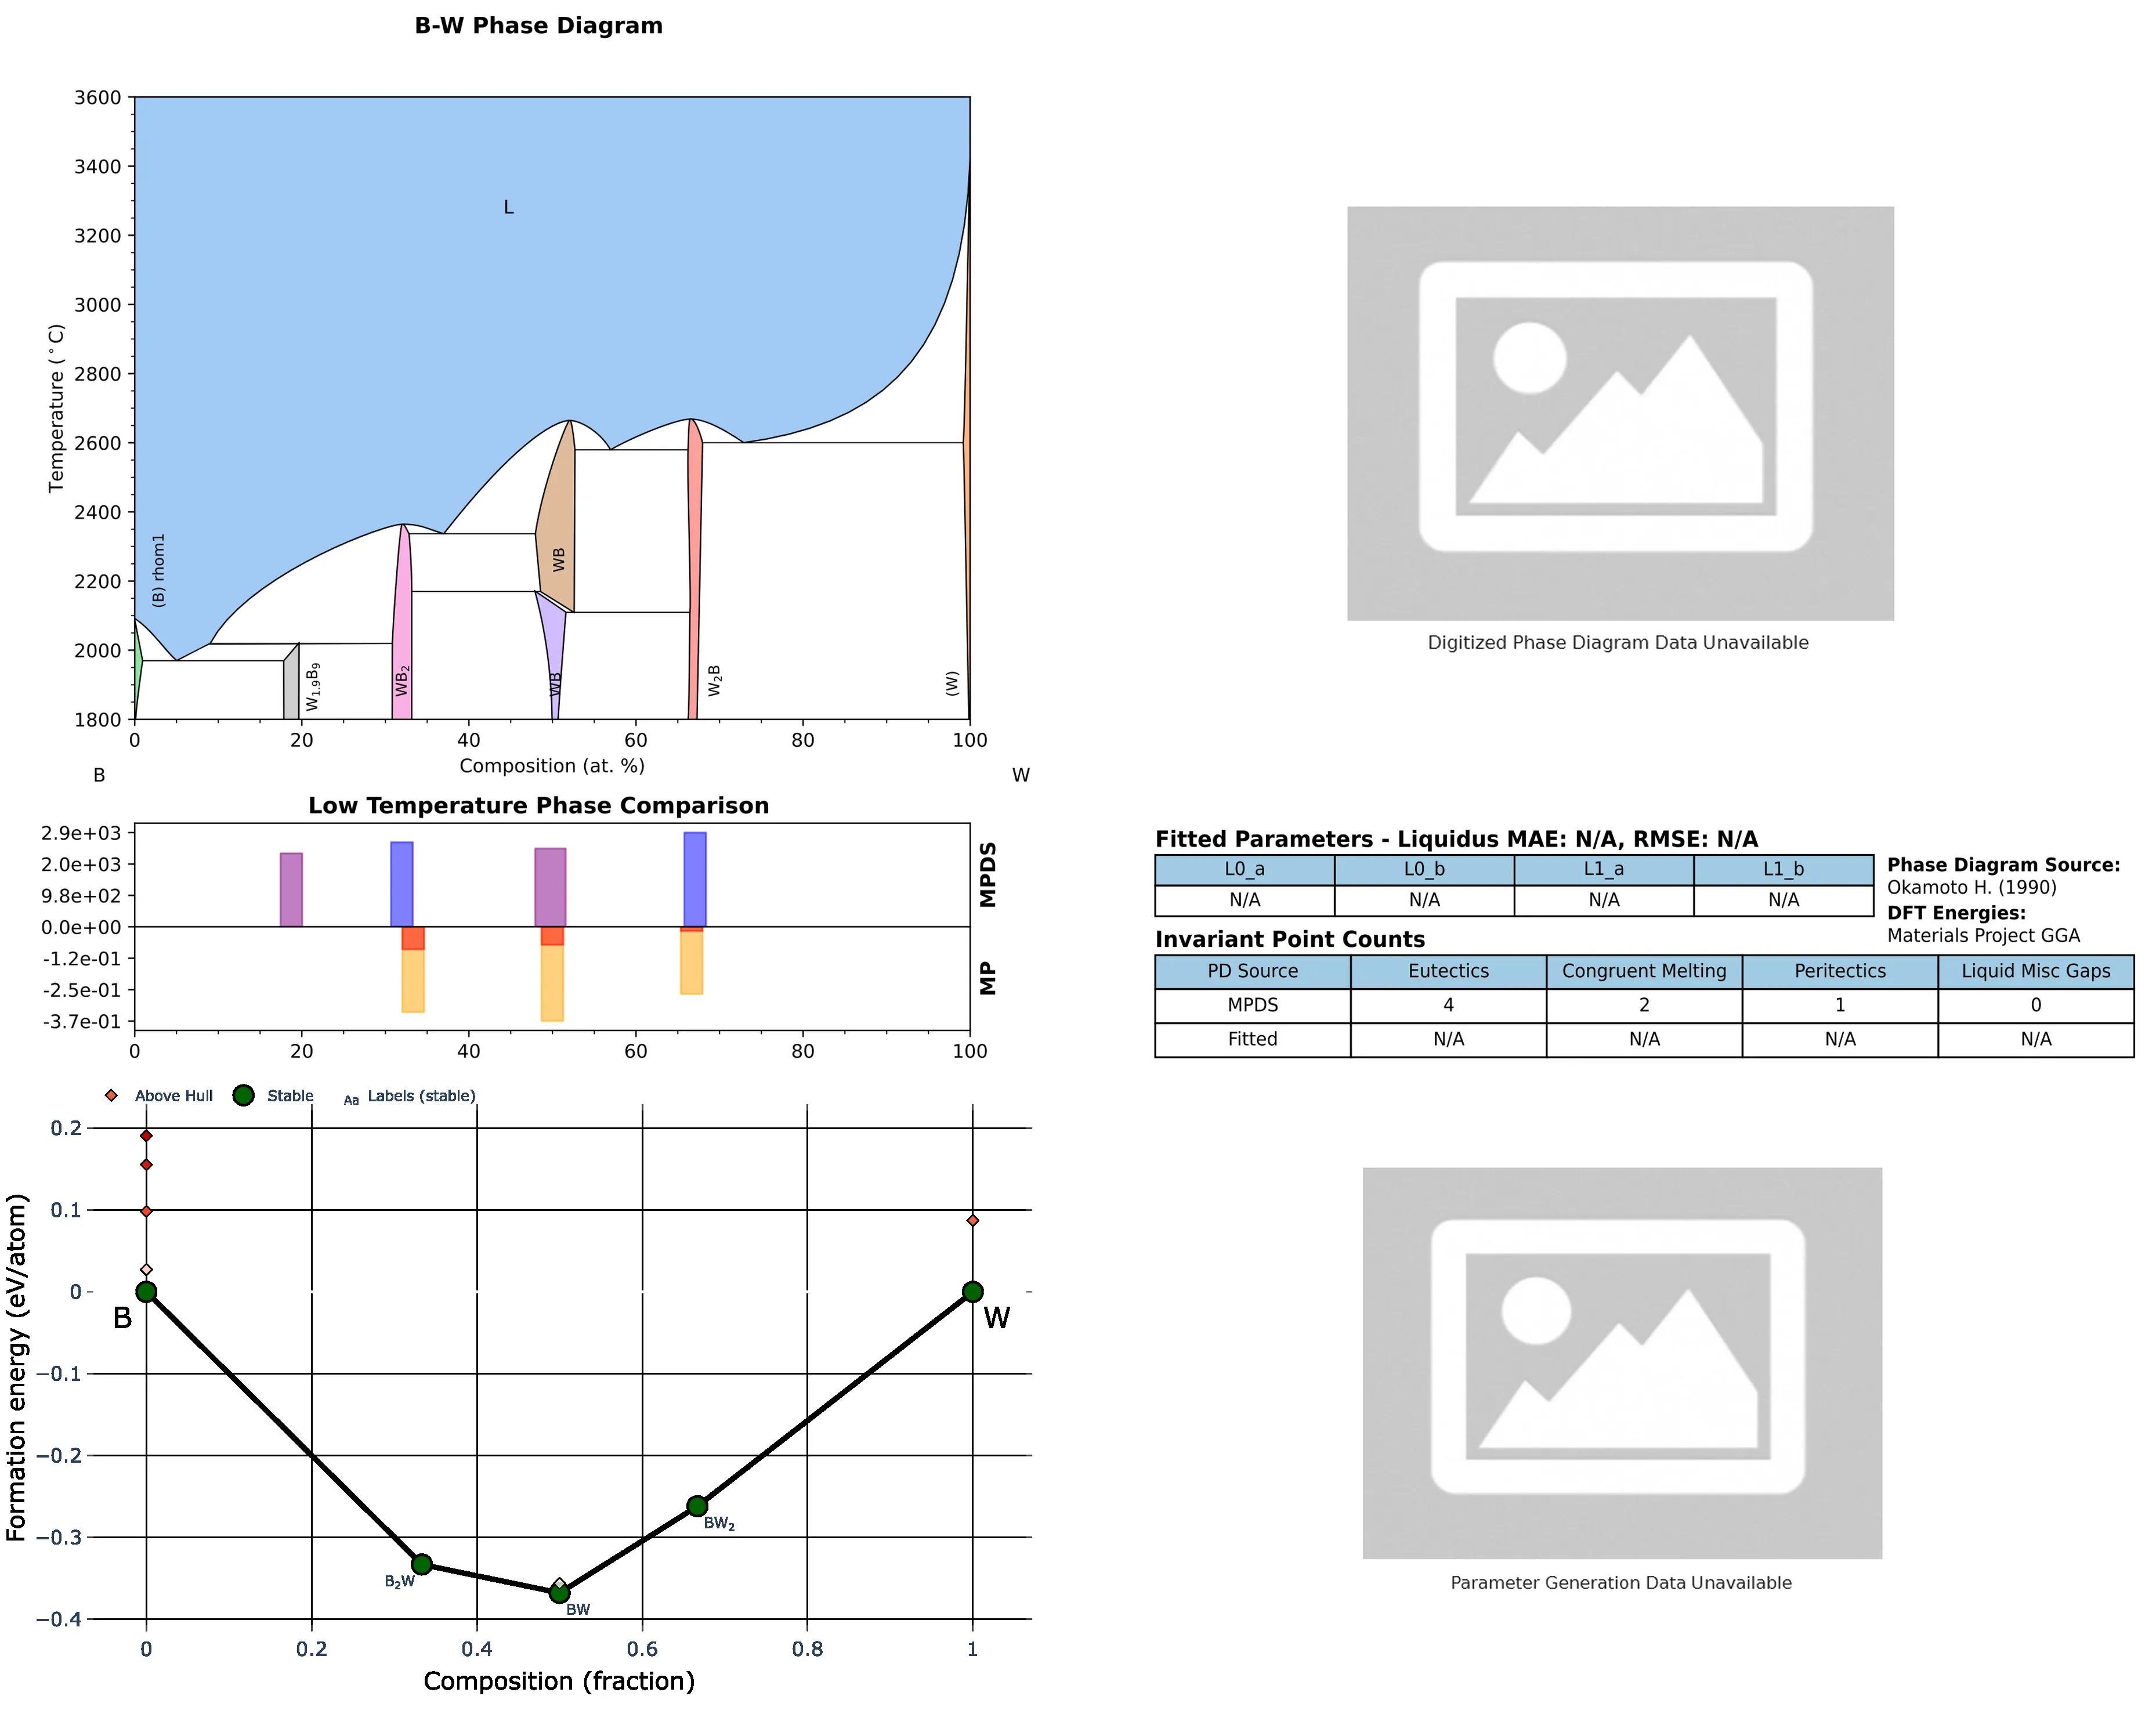 B-W Phase Diagram
3600
3400
3200
3000
2800
2600
2400
2200
2000
1800
Temperature (°C)
L
(B) rhom1
W₁.₉B₉
WB₂
WB
WB
W₂B
(W)
0 20 40 60 80 100
Composition (at. %)
B W
Low Temperature Phase Comparison
2.9e+03
2.0e+03
9.8e+02
0.0e+00
-1.2e-01
-2.5e-01
-3.7e-01
MPDS
MP
0 20 40 60 80 100
Above Hull Stable Aa Labels (stable)
0.2
0.1
0
−0.1
−0.2
−0.3
−0.4
Formation energy (eV/atom)
B
W
B₂W
BW
BW₂
0 0.2 0.4 0.6 0.8 1
Composition (fraction)
Digitized Phase Diagram Data Unavailable
Fitted Parameters - Liquidus MAE: N/A, RMSE: N/A
L0_a L0_b L1_a L1_b
N/A N/A N/A N/A
Phase Diagram Source:
Okamoto H. (1990)
DFT Energies:
Materials Project GGA
Invariant Point Counts
PD Source Eutectics Congruent Melting Peritectics Liquid Misc Gaps
MPDS 4 2 1 0
Fitted N/A N/A N/A N/A
Parameter Generation Data Unavailable